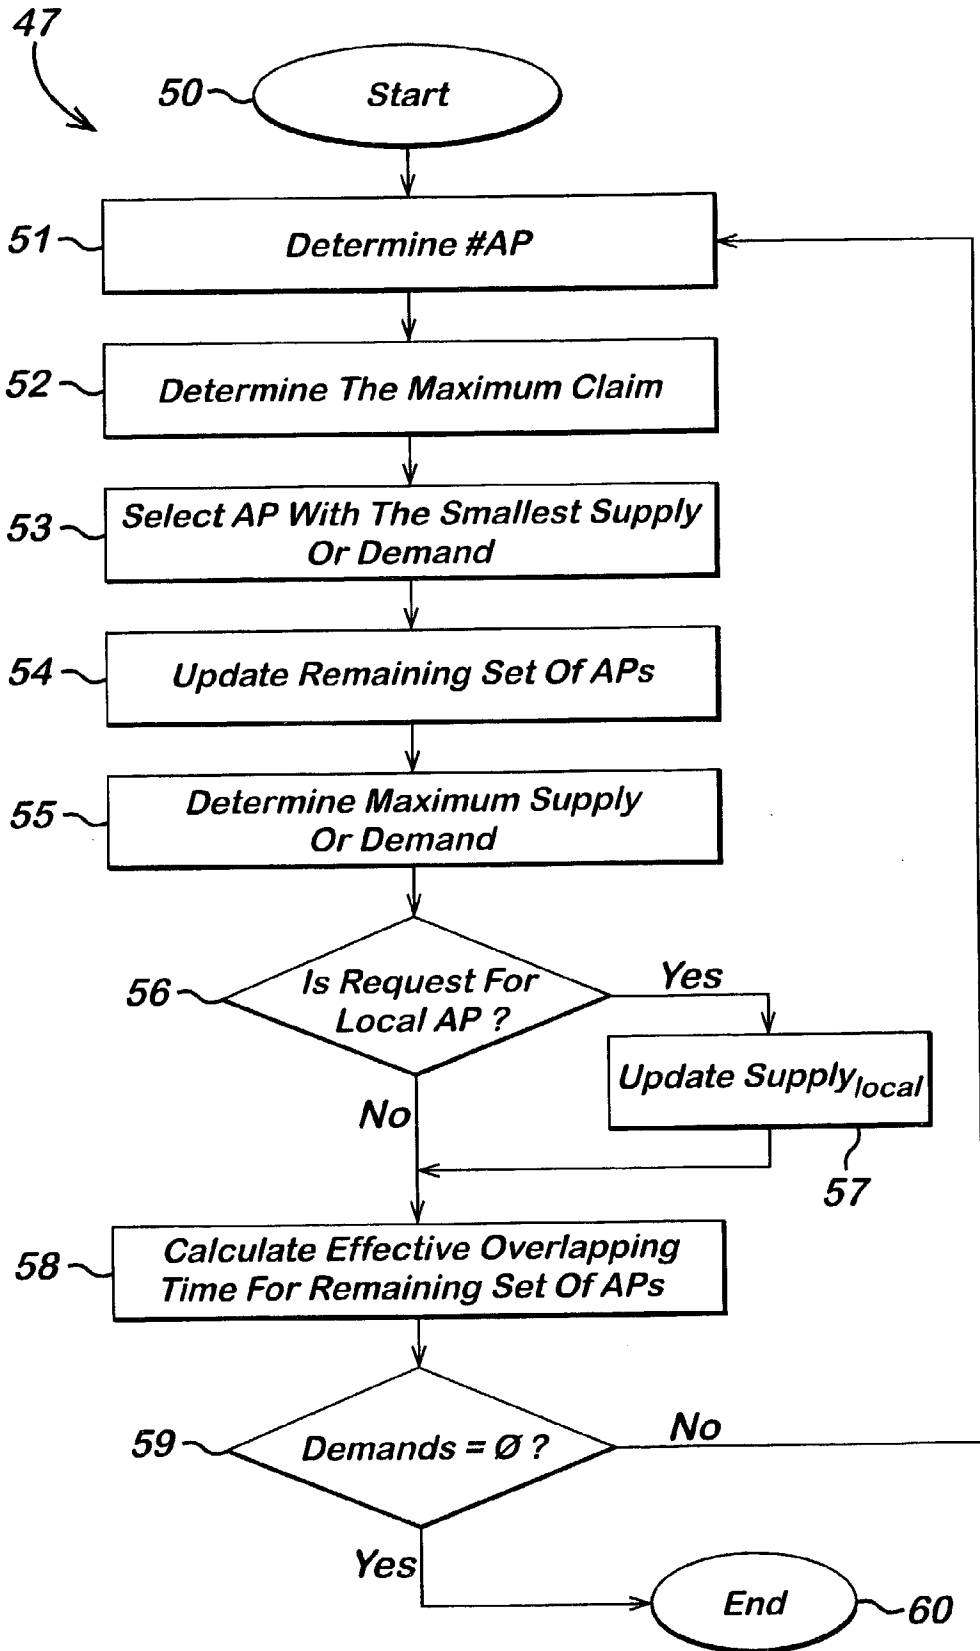 47
50
Start
51
Determine #AP
52
Determine The Maximum Claim
53
Select AP With The Smallest Supply
Or Demand
54
Update Remaining Set Of APs
55
Determine Maximum Supply
Or Demand
56
Is Request For
Local AP ?
Yes
Update Supply_local
57
No
58
Calculate Effective Overlapping
Time For Remaining Set Of APs
59
Demands = Ø ?
No
Yes
End
60